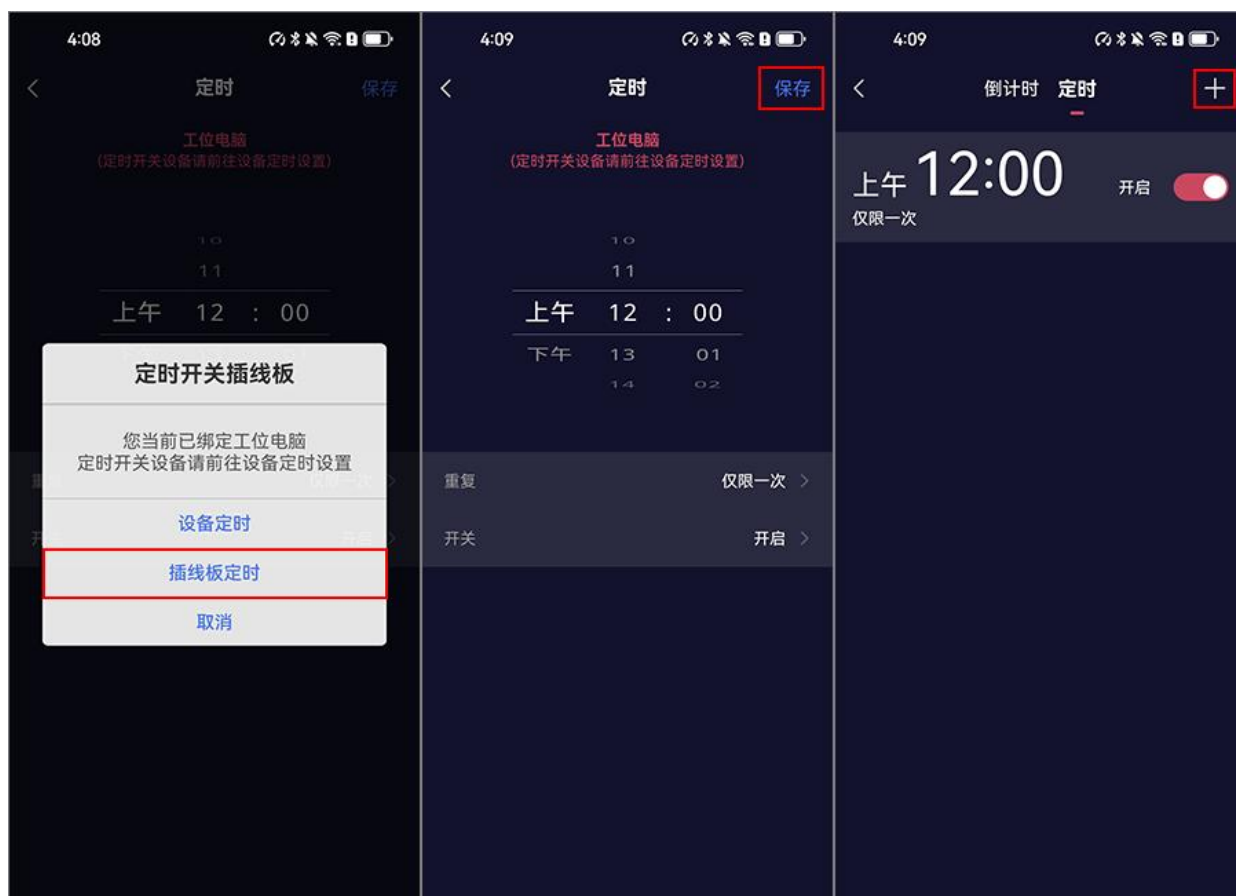 4:08
定时
保存
工位电脑
(定时开关设备请前往设备定时设置)
10
11
上午 12 : 00
定时开关插线板
您当前已绑定工位电脑
定时开关设备请前往设备定时设置
设备定时
插线板定时
取消
4:09
定时
保存
工位电脑
(定时开关设备请前往设备定时设置)
10
11
上午 12 : 00
下午 13 01
14 02
重复 仅限一次
开关 开启
4:09
倒计时 定时
上午 12:00 开启
仅限一次